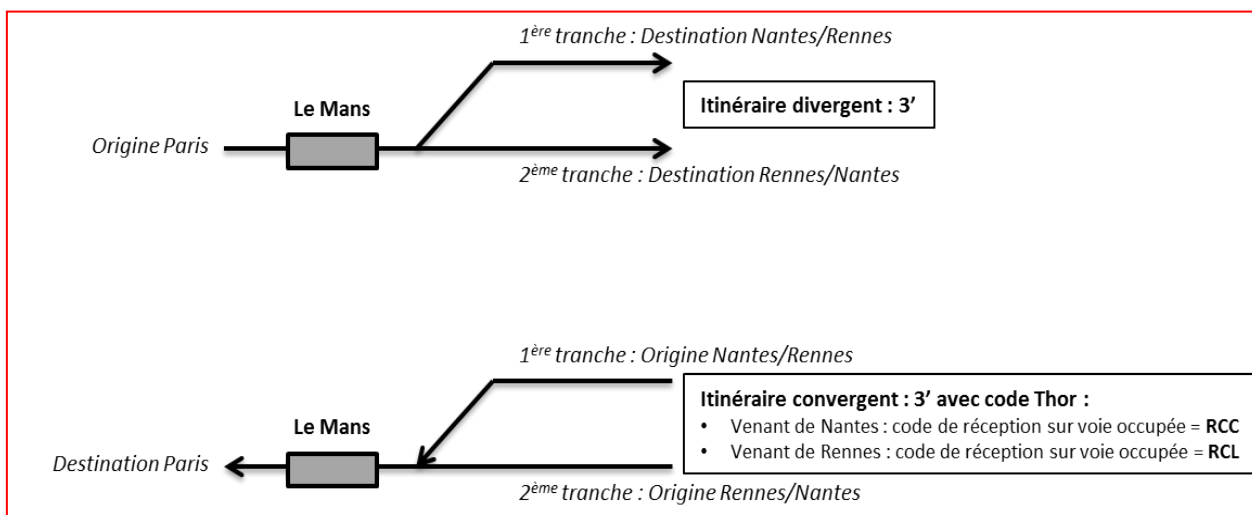 1ère tranche : Destination Nantes/Rennes
Itinéraire divergent : 3’
Le Mans
Origine Paris
2ème tranche : Destination Rennes/Nantes
1ère tranche : Origine Nantes/Rennes
Itinéraire convergent : 3’ avec code Thor :
• Venant de Nantes : code de réception sur voie occupée = RCC
• Venant de Rennes : code de réception sur voie occupée = RCL
Le Mans
Destination Paris
2ème tranche : Origine Rennes/Nantes